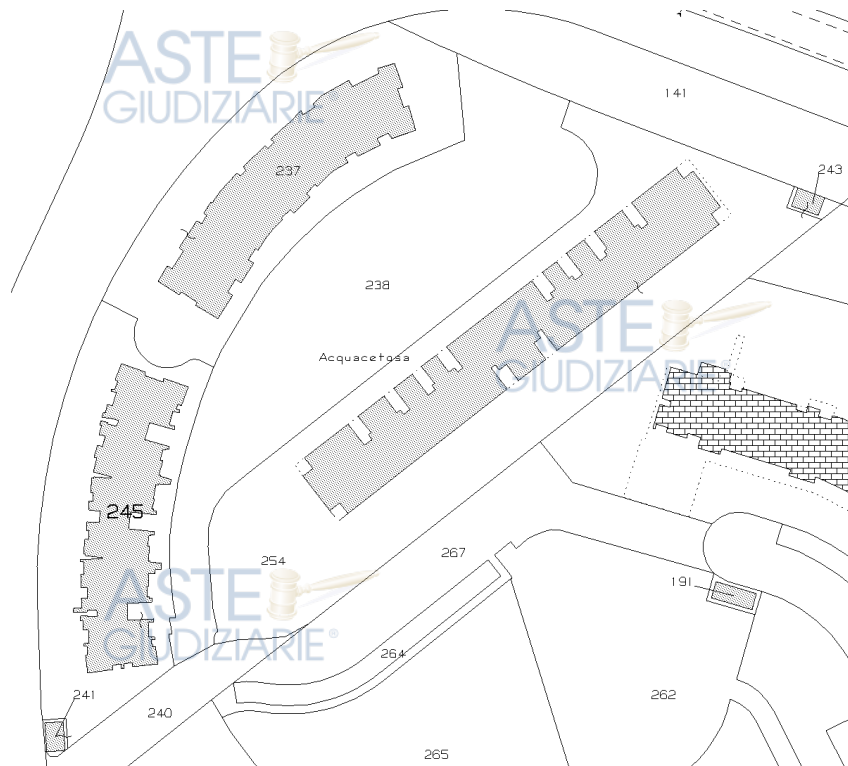 ASTE
GIUDIZIARIE®
141
243
237
238
ASTE
GIUDIZIARIE®
Acquacetosa
245
254
267
ASTE
GIUDIZIARIE®
191
264
241
240
262
265